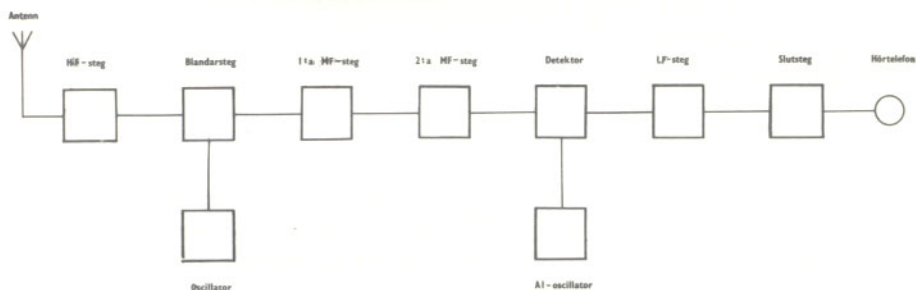 Antenn
HF-steg
Blandarsteg
1:a MF-steg
2:a MF-steg
Detektor
LF-steg
Slutsteg
Hörtelefon
Oscillator
A1-oscillator